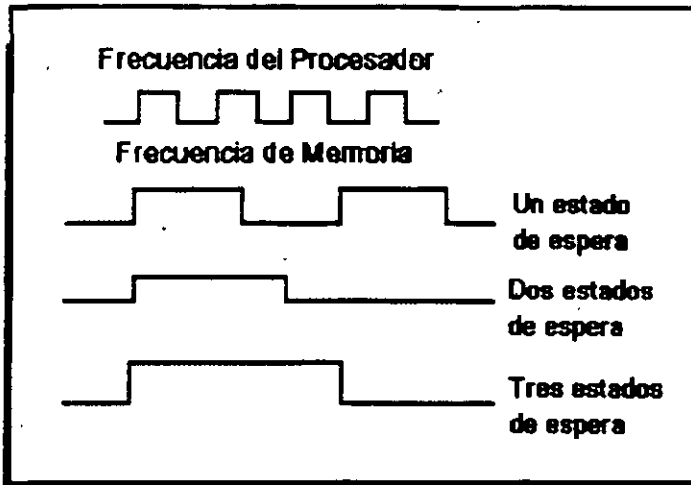 Frecuencia del Procesador
Frecuencia de Memoria
Un estado
de espera
Dos estados
de espera
Tres estados
de espera